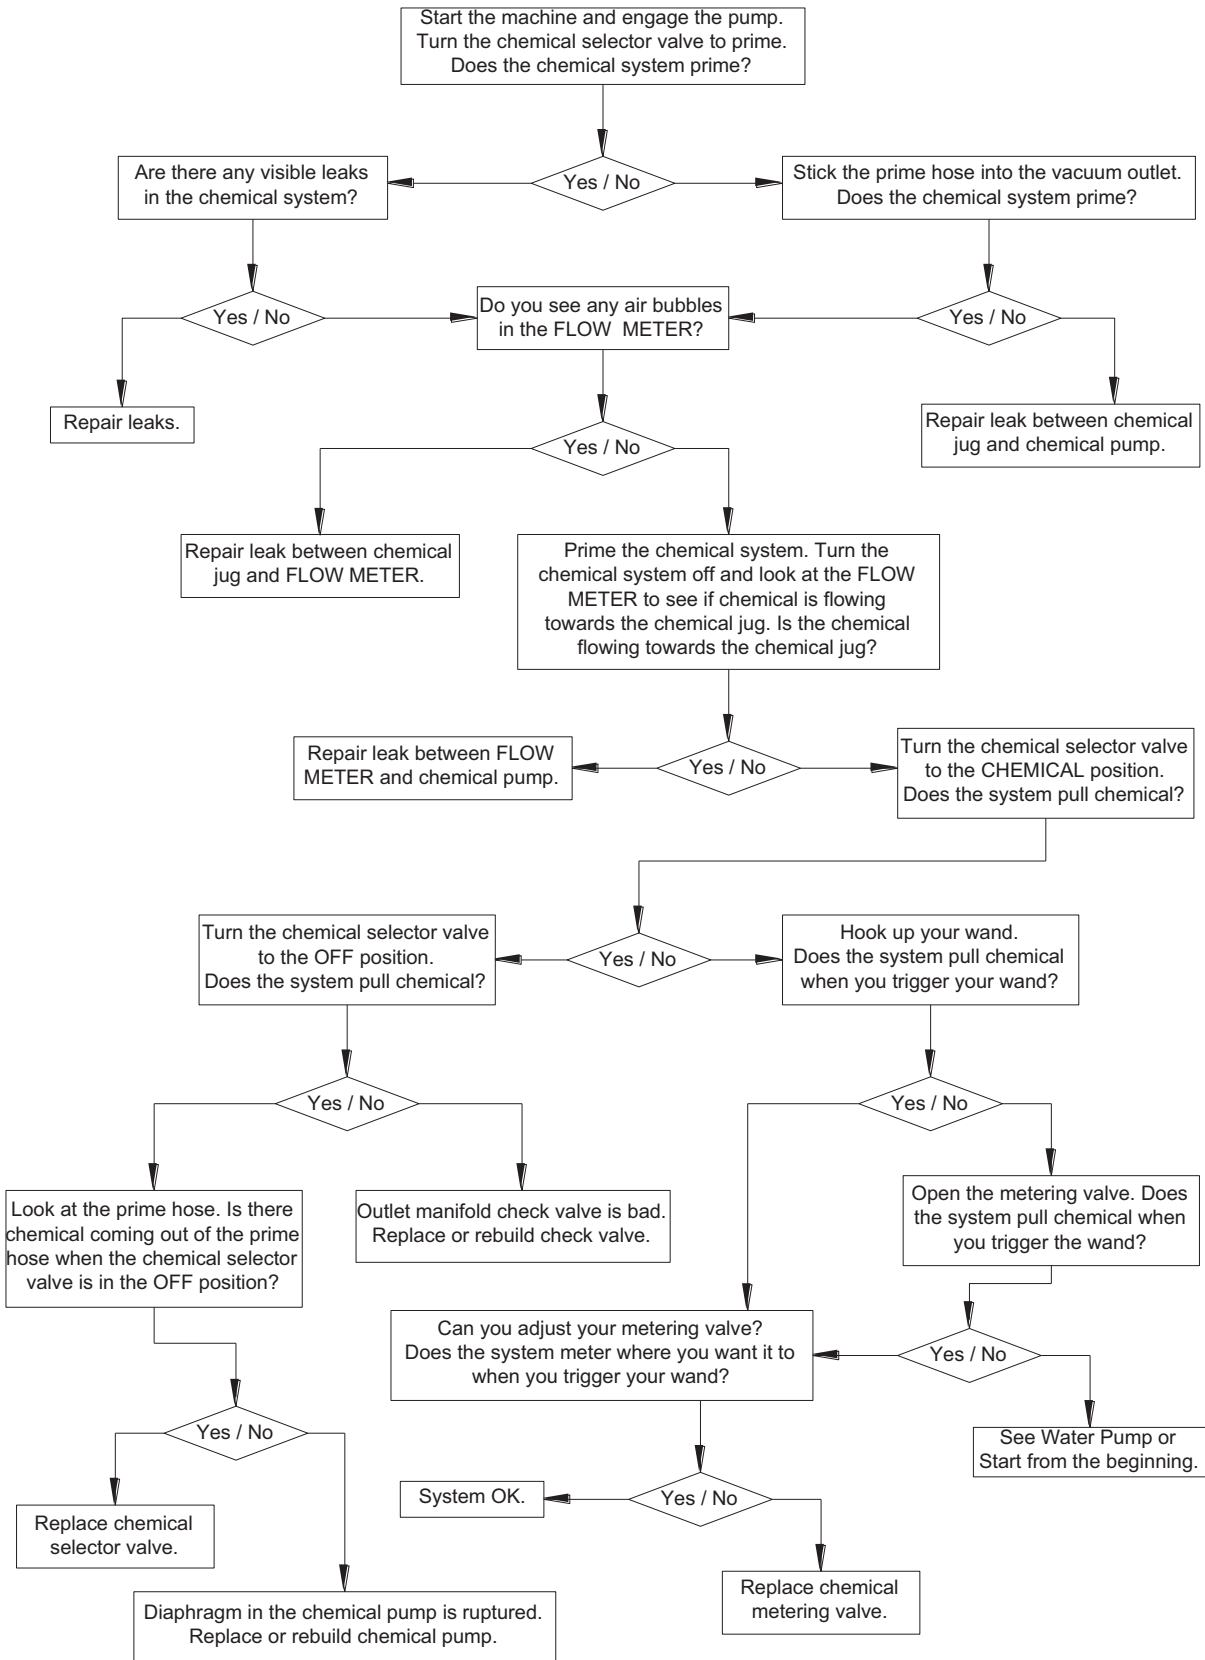 Start the machine and engage the pump.
Turn the chemical selector valve to prime.
Does the chemical system prime?
Are there any visible leaks
in the chemical system?
Yes / No
Stick the prime hose into the vacuum outlet.
Does the chemical system prime?
Yes / No
Do you see any air bubbles
in the FLOW  METER?
Yes / No
Repair leaks.
Repair leak between chemical
jug and chemical pump.
Yes / No
Repair leak between chemical
jug and FLOW METER.
Prime the chemical system. Turn the
chemical system off and look at the FLOW
METER to see if chemical is flowing
towards the chemical jug. Is the chemical
flowing towards the chemical jug?
Repair leak between FLOW
METER and chemical pump.
Yes / No
Turn the chemical selector valve
to the CHEMICAL position.
Does the system pull chemical?
Turn the chemical selector valve
to the OFF position.
Does the system pull chemical?
Yes / No
Hook up your wand.
Does the system pull chemical
when you trigger your wand?
Yes / No
Yes / No
Look at the prime hose. Is there
chemical coming out of the prime
hose when the chemical selector
valve is in the OFF position?
Outlet manifold check valve is bad.
Replace or rebuild check valve.
Open the metering valve. Does
the system pull chemical when
you trigger the wand?
Can you adjust your metering valve?
Does the system meter where you want it to
when you trigger your wand?
Yes / No
Yes / No
See Water Pump or
Start from the beginning.
System OK.
Yes / No
Replace chemical
selector valve.
Replace chemical
metering valve.
Diaphragm in the chemical pump is ruptured.
Replace or rebuild chemical pump.